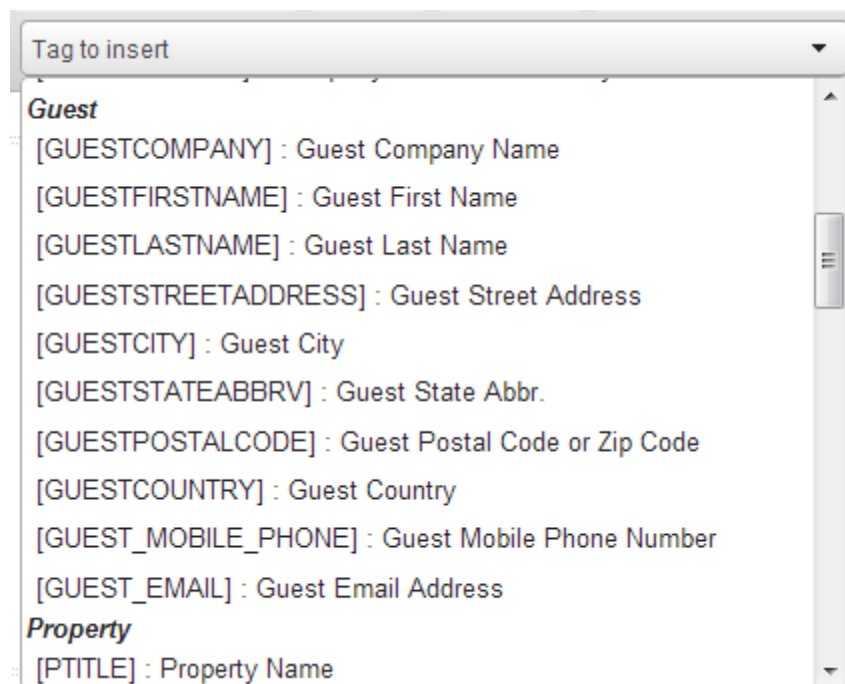 Tag to insert
Guest
[GUESTCOMPANY] : Guest Company Name
[GUESTFIRSTNAME] : Guest First Name
[GUESTLASTNAME] : Guest Last Name
[GUESTSTREETADDRESS] : Guest Street Address
[GUESTCITY] : Guest City
[GUESTSTATEABBRV] : Guest State Abbr.
[GUESTPOSTALCODE] : Guest Postal Code or Zip Code
[GUESTCOUNTRY] : Guest Country
[GUEST_MOBILE_PHONE] : Guest Mobile Phone Number
[GUEST_EMAIL] : Guest Email Address
Property
[PTITLE] : Property Name